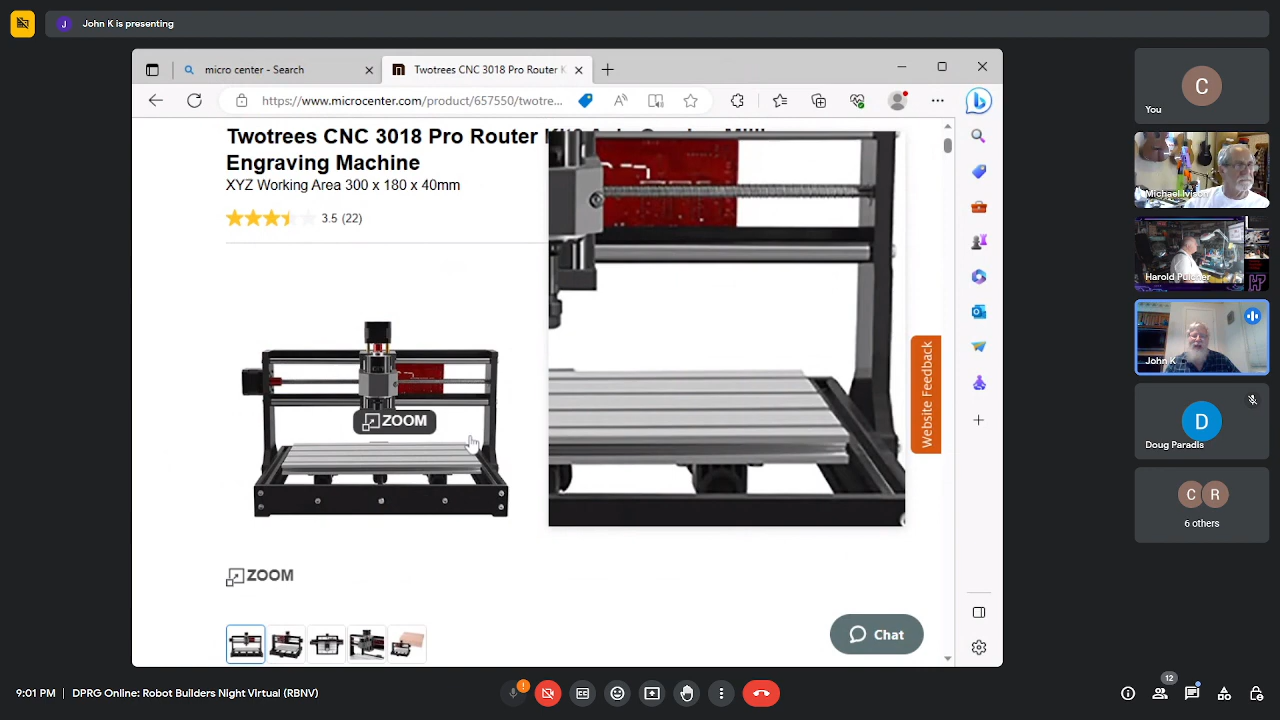 J John K is presenting
micro center - Search
Twotrees CNC 3018 Pro Router K
https://www.microcenter.com/product/657550/twotre...
Twotrees CNC 3018 Pro Router
Engraving Machine
XYZ Working Area 300 x 180 x 40mm
3.5 (22)
ZOOM
ZOOM
Website Feedback
Chat
C
You
Michael
Harold Pulcher
John K
D
Doug Paradis
C R
6 others
9:01 PM | DPRG Online: Robot Builders Night Virtual (RBNV)
12